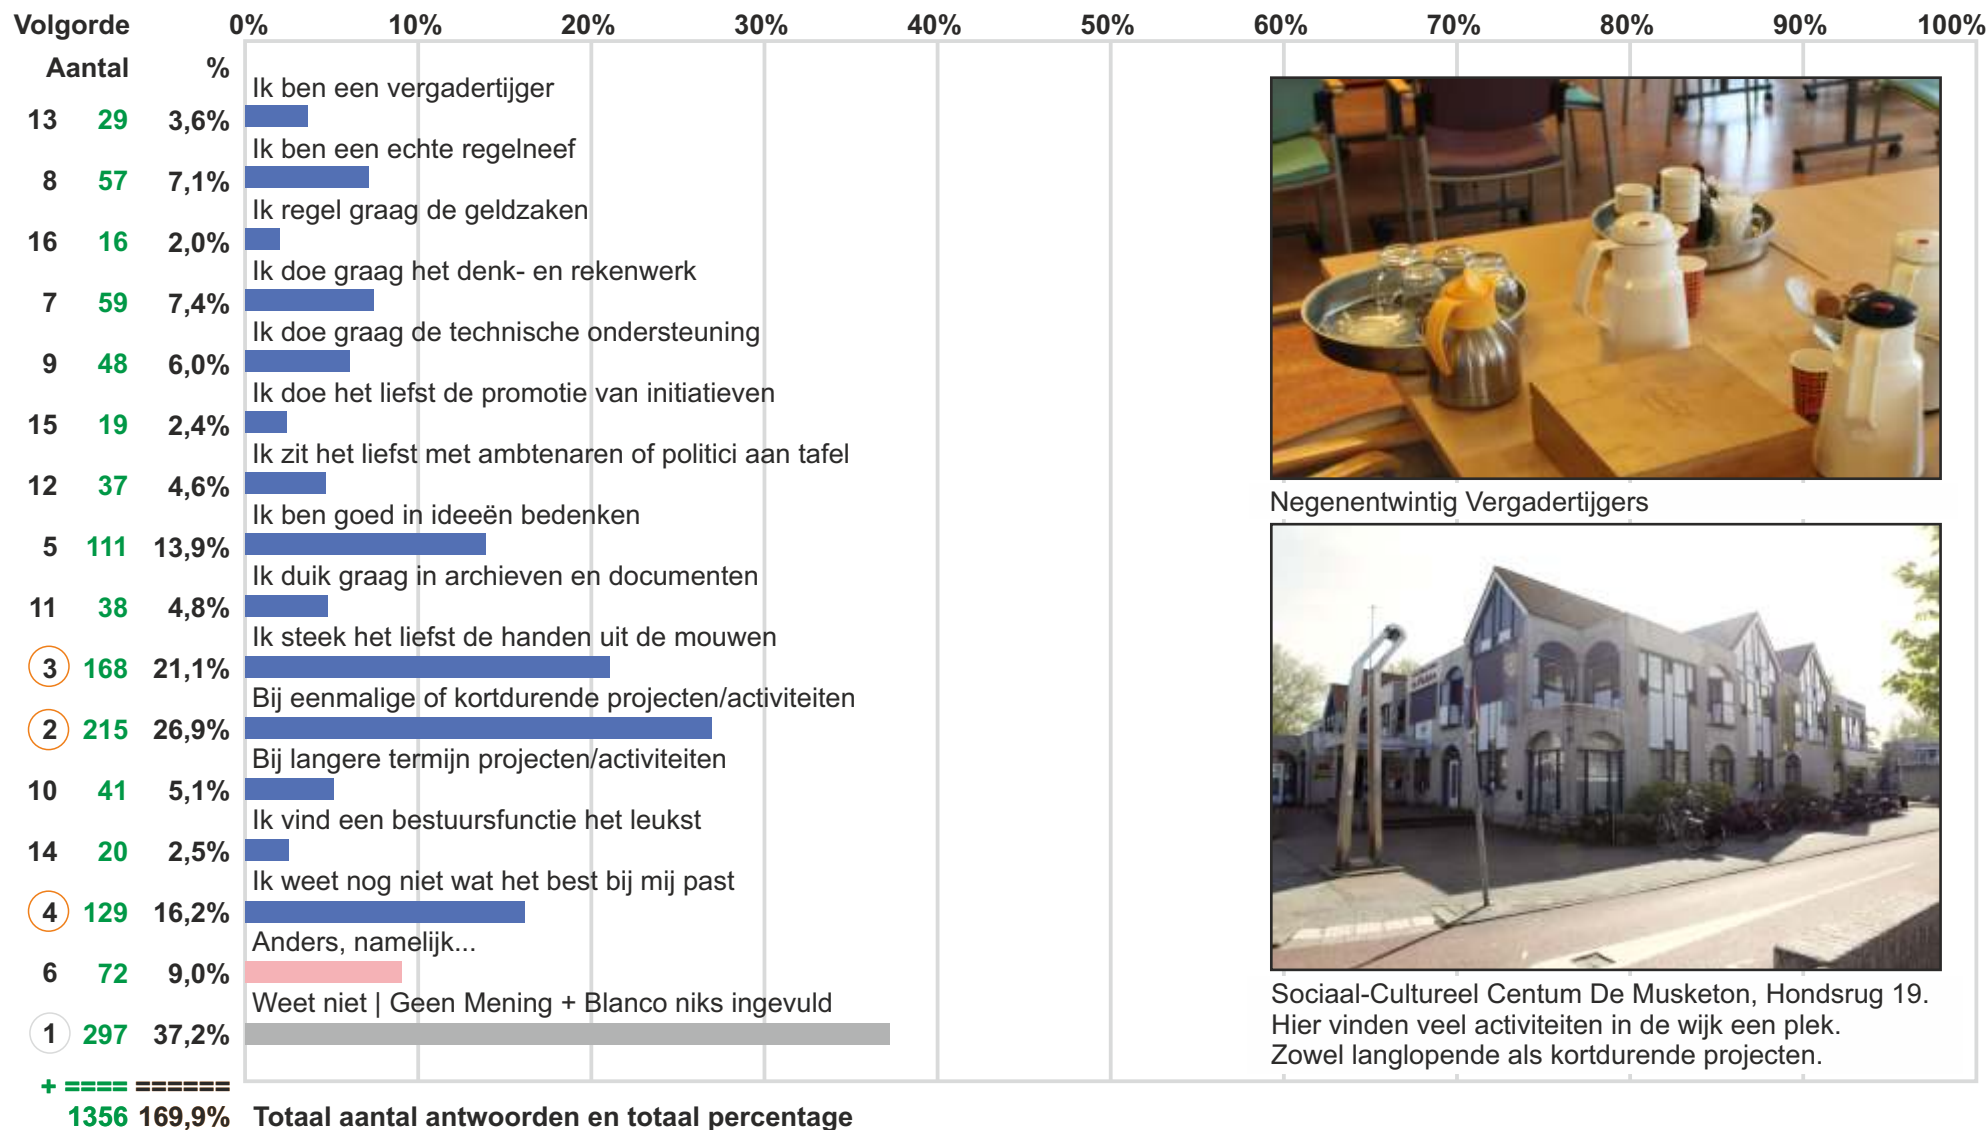 Volgorde 0% 10% 20% 30% 40% 50% 60% 70% 80% 90% 100%
Aantal %
Ik ben een vergadertijger
13 29 3,6%
Ik ben een echte regelneef
8 57 7,1%
Ik regel graag de geldzaken
16 16 2,0%
Ik doe graag het denk- en rekenwerk
7 59 7,4%
Ik doe graag de technische ondersteuning
9 48 6,0%
Ik doe het liefst de promotie van initiatieven
15 19 2,4%
Ik zit het liefst met ambtenaren of politici aan tafel
12 37 4,6%
Ik ben goed in ideeën bedenken
5 111 13,9%
Ik duik graag in archieven en documenten
11 38 4,8%
Ik steek het liefst de handen uit de mouwen
3 168 21,1%
Bij eenmalige of kortdurende projecten/activiteiten
2 215 26,9%
Bij langere termijn projecten/activiteiten
10 41 5,1%
Ik vind een bestuursfunctie het leukst
14 20 2,5%
Ik weet nog niet wat het best bij mij past
4 129 16,2%
Anders, namelijk...
6 72 9,0%
Weet niet | Geen Mening + Blanco niks ingevuld
1 297 37,2%
+ ==== ======
1356 169,9% Totaal aantal antwoorden en totaal percentage
Negenentwintig Vergadertijgers
Sociaal-Cultureel Centum De Musketon, Hondsrug 19.
Hier vinden veel activiteiten in de wijk een plek.
Zowel langlopende als kortdurende projecten.